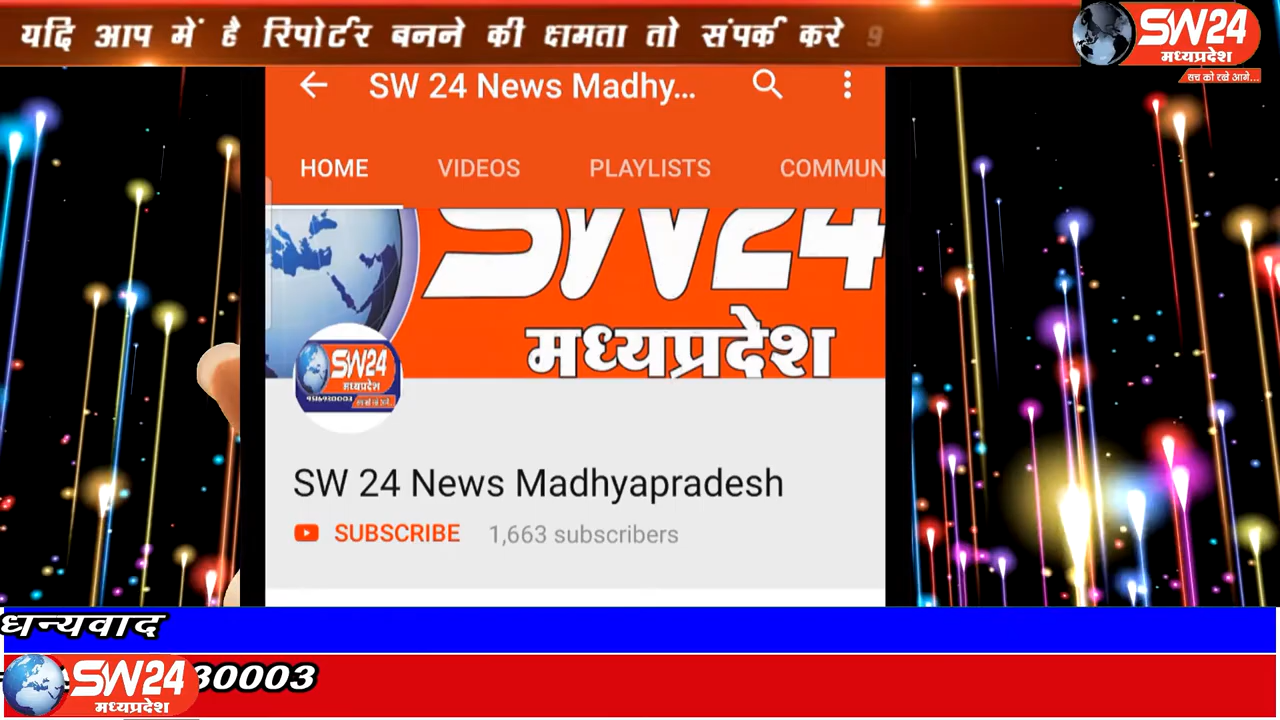 यदि आप में है रिपोर्टर बनने की क्षमता तो संपर्क करे 9
SW24
मध्यप्रदेश
सच को रखे आगे...
SW 24 News Madhy...
HOME VIDEOS PLAYLISTS COMMUN
SW24
मध्यप्रदेश
SW24
मध्यप्रदेश
SW 24 News Madhyapradesh
SUBSCRIBE 1,663 subscribers
धन्यवाद
SW24 30003
मध्यप्रदेश